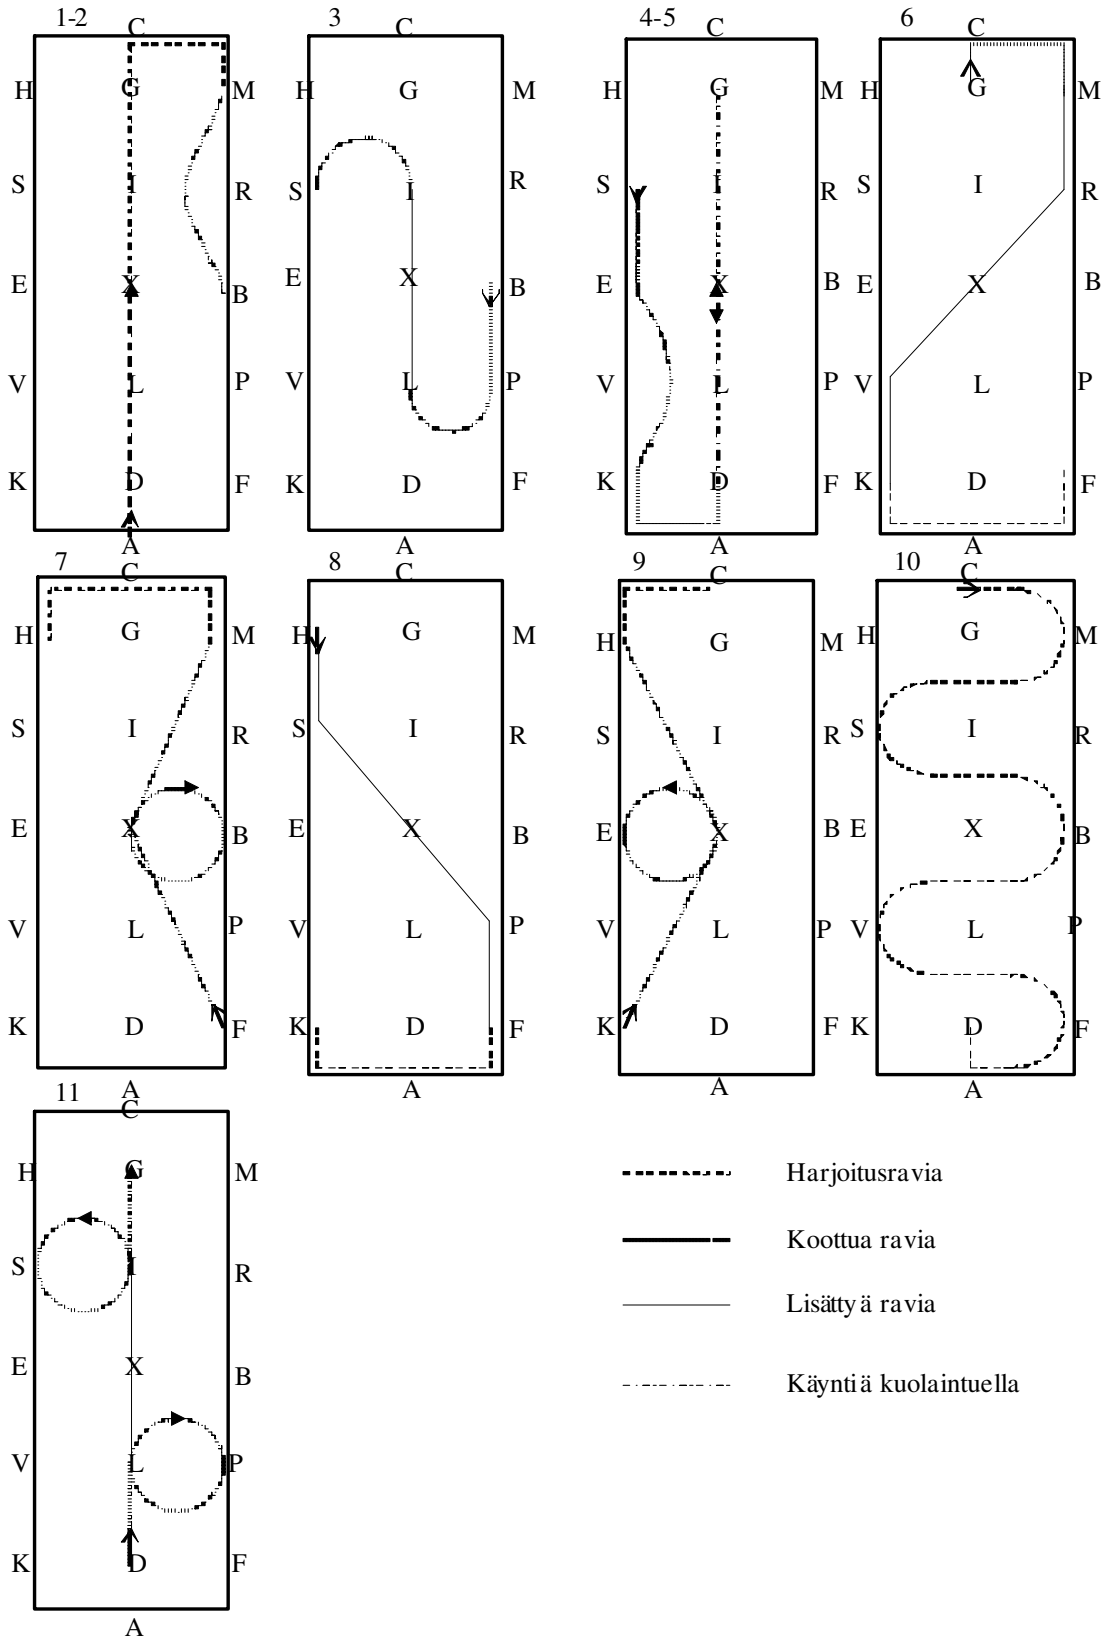 1-2 3 4-5 6
C C C C
H G M H G M H G M H G M
S I R S I R S I R S I R
E X B E X B E X B E X B
V L P V L P V L P V L P
K D F K D F K D F K D F
A A A A
7 8 9 10
C C C C
H G M H G M H G M H G M
S I R S I R S I R S I R
E X B E X B E X B E X B
V L P V L P V L P V L P
K D F K D F K D F K D F
A A A A
11
C
H G M
S I R
E X B
V L P
K D F
A
Harjoitusravia
Koottua ravia
Lisättyä ravia
Käyntiä kuolaintuella